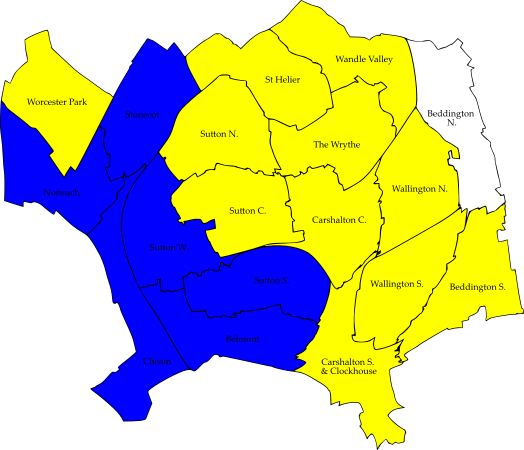 Wandle Valley
St Helier
Worcester Park
Stonecot
Beddington
N.
Sutton N.
The Wrythe
Nonsuch
Wallington N.
Sutton C.
Carshalton C.
Sutton W.
Sutton S.
Wallington S.
Beddington S.
Belmont
Cheam
Carshalton S.
& Clockhouse